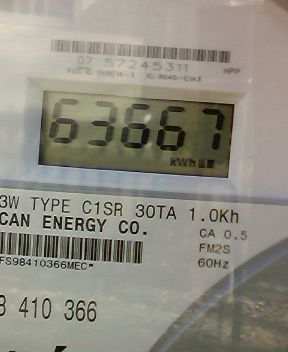 07 57245311
HPP
63667
kWh
3W TYPE C1SR 30TA 1.0Kh
CAN ENERGY CO.
CA 0.5
FM2S
60Hz
FS98410366MEC*
410 366